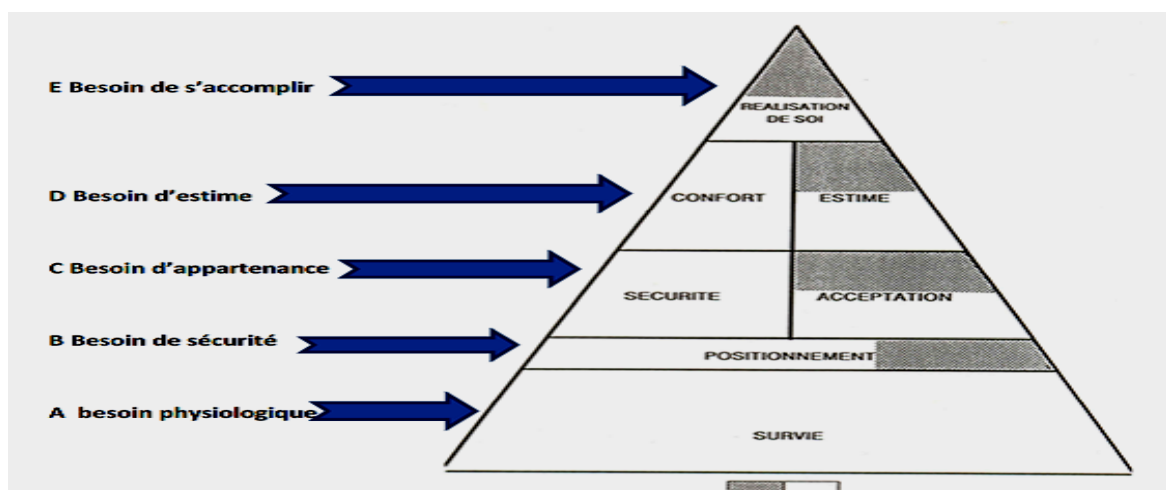 E Besoin de s'accomplir
REALISATION
DE SOI
D Besoin d'estime
CONFORT
ESTIME
C Besoin d'appartenance
SECURITE
ACCEPTATION
B Besoin de sécurité
POSITIONNEMENT
A besoin physiologique
SURVIE